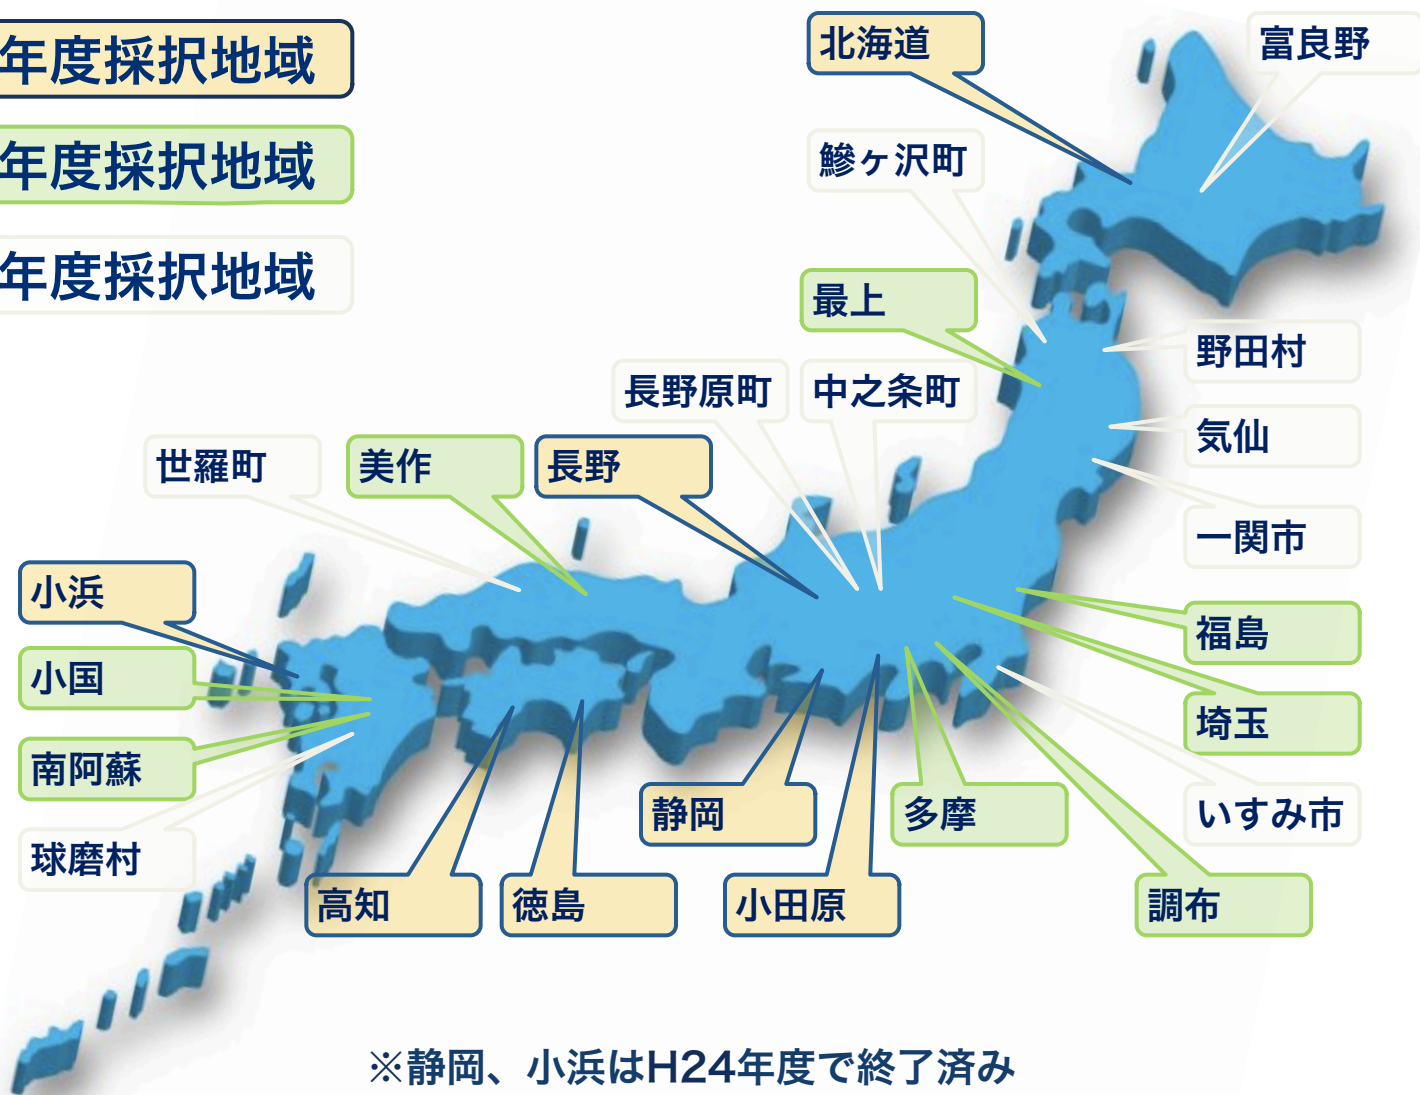 年度採択地域
年度採択地域
年度採択地域
北海道
富良野
鰺ヶ沢町
最上
野田村
長野原町
中之条町
気仙
世羅町
美作
長野
一関市
小浜
福島
小国
埼玉
南阿蘇
静岡
多摩
いすみ市
球磨村
高知
徳島
小田原
調布
※静岡、小浜はH24年度で終了済み